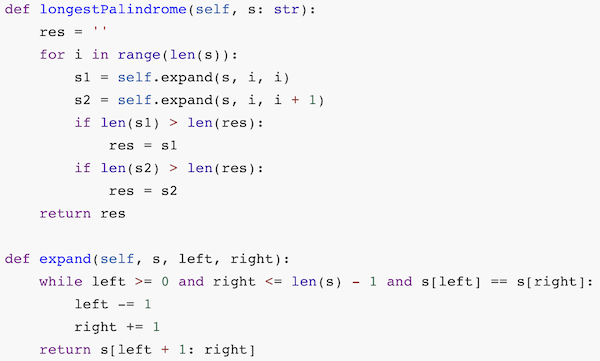 def longestPalindrome(self, s: str):
    res = ''
    for i in range(len(s)):
        s1 = self.expand(s, i, i)
        s2 = self.expand(s, i, i + 1)
        if len(s1) > len(res):
            res = s1
        if len(s2) > len(res):
            res = s2
    return res

def expand(self, s, left, right):
    while left >= 0 and right <= len(s) - 1 and s[left] == s[right]:
        left -= 1
        right += 1
    return s[left + 1: right]